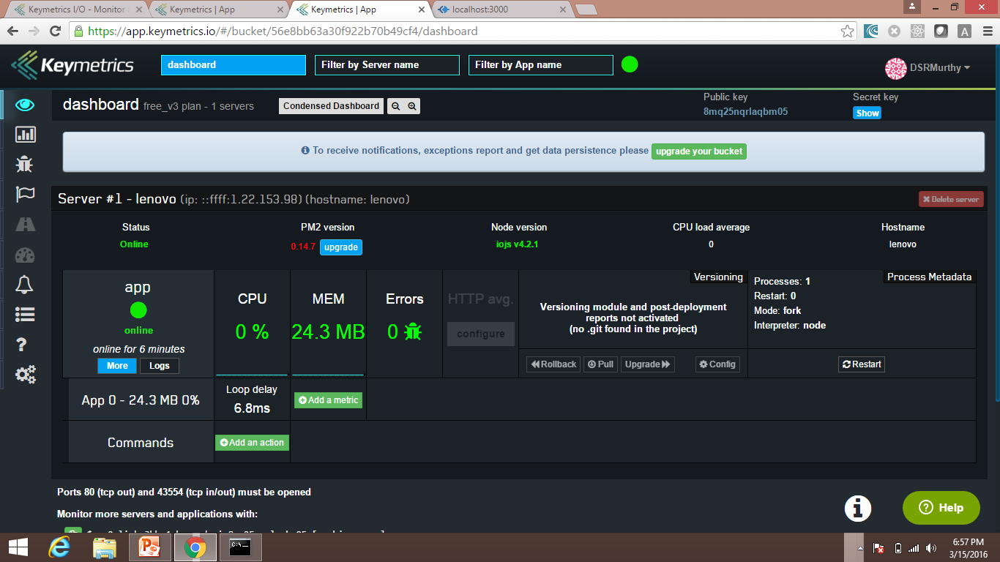 Keymetrics I/O - Monitor
Keymetrics | App
Keymetrics | App
localhost:3000
https://app.keymetrics.io/#/bucket/56e8bb63a30f922b70b49cf4/dashboard
Keymetrics
dashboard
Filter by Server name
Filter by App name
DSRMurthy
dashboard free_v3 plan - 1 servers
Condensed Dashboard
Public key
8mq25nqrlaqbm05
Secret key
Show
To receive notifications, exceptions report and get data persistence please upgrade your bucket
Server #1 - lenovo (ip: ::ffff:1.22.153.98) (hostname: lenovo)
Delete server
Status
Online
PM2 version
0.14.7 upgrade
Node version
iojs v4.2.1
CPU load average
0
Hostname
lenovo
app
online
online for 6 minutes
More
Logs
CPU
0 %
MEM
24.3 MB
Errors
0
HTTP avg.
configure
Versioning
Versioning module and post-deployment
reports not activated
(no .git found in the project)
Rollback
Pull
Upgrade
Config
Process Metadata
Processes: 1
Restart: 0
Mode: fork
Interpreter: node
Restart
App 0 - 24.3 MB 0%
Loop delay
6.8ms
Add a metric
Commands
Add an action
Ports 80 (tcp out) and 43554 (tcp in/out) must be opened
Monitor more servers and applications with:
Help
6:57 PM
3/15/2016